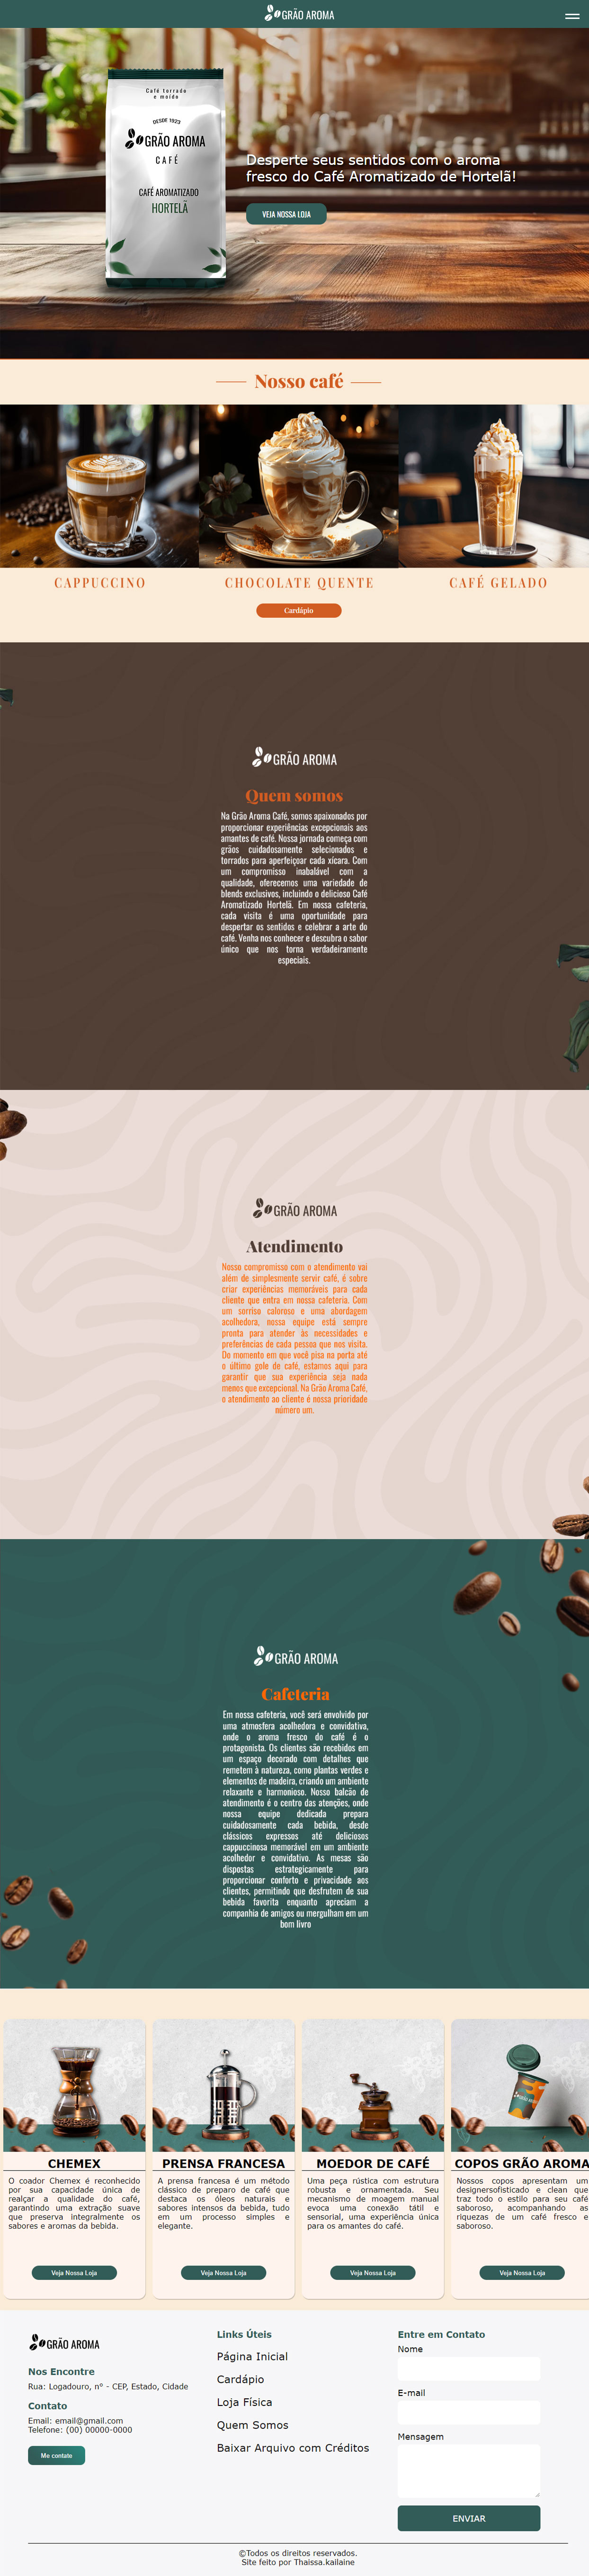 GRÃO AROMA
Café torrado
e moído
DESDE 1923
GRÃO AROMA
CAFÉ
CAFÉ AROMATIZADO
HORTELÃ
Desperte seus sentidos com o aroma
fresco do Café Aromatizado de Hortelã!
VEJA NOSSA LOJA
Nosso café
CAPPUCCINO
CHOCOLATE QUENTE
CAFÉ GELADO
Cardápio
GRÃO AROMA
Quem somos
Na Grão Aroma Café, somos apaixonados por
proporcionar experiências excepcionais aos
amantes de café. Nossa jornada começa com
grãos cuidadosamente selecionados e
torrados para aperfeiçoar cada xícara. Com
um compromisso inabalável com a
qualidade, oferecemos uma variedade de
blends exclusivos, incluindo o delicioso Café
Aromatizado Hortelã. Em nossa cafeteria,
cada visita é uma oportunidade para
despertar os sentidos e celebrar a arte do
café. Venha nos conhecer e descubra o sabor
único que nos torna verdadeiramente
especiais.
GRÃO AROMA
Atendimento
Nosso compromisso com o atendimento vai
além de simplesmente servir café, é sobre
criar experiências memoráveis para cada
cliente que entra em nossa cafeteria. Com
um sorriso caloroso e uma abordagem
acolhedora, nossa equipe está sempre
pronta para atender às necessidades e
preferências de cada pessoa que nos visita.
Do momento em que você pisa na porta até
o último gole de café, estamos aqui para
garantir que sua experiência seja nada
menos que excepcional. Na Grão Aroma Café,
o atendimento ao cliente é nossa prioridade
número um.
GRÃO AROMA
Cafeteria
Em nossa cafeteria, você será envolvido por
uma atmosfera acolhedora e convidativa,
onde o aroma fresco do café é o
protagonista. Os clientes são recebidos em
um espaço decorado com detalhes que
remetem à natureza, como plantas verdes e
elementos de madeira, criando um ambiente
relaxante e harmonioso. Nosso balcão de
atendimento é o centro das atenções, onde
nossa equipe dedicada prepara
cuidadosamente cada bebida, desde
clássicos expressos até deliciosos
cappuccinosa memorável em um ambiente
acolhedor e convidativo. As mesas são
dispostas estrategicamente para
proporcionar conforto e privacidade aos
clientes, permitindo que desfrutem de sua
bebida favorita enquanto apreciam a
companhia de amigos ou mergulham em um
bom livro
CHEMEX
O coador Chemex é reconhecido
por sua capacidade única de
realçar a qualidade do café,
garantindo uma extração suave
que preserva integralmente os
sabores e aromas da bebida.
Veja Nossa Loja
PRENSA FRANCESA
A prensa francesa é um método
clássico de preparo de café que
destaca os óleos naturais e
sabores intensos da bebida, tudo
em um processo simples e
elegante.
Veja Nossa Loja
MOEDOR DE CAFÉ
Uma peça rústica com estrutura
robusta e ornamentada. Seu
mecanismo de moagem manual
evoca uma conexão tátil e
sensorial, uma experiência única
para os amantes do café.
Veja Nossa Loja
COPOS GRÃO AROMA
Nossos copos apresentam um
designersofisticado e clean que
traz todo o estilo para seu café
saboroso, acompanhando as
riquezas de um café fresco e
saboroso.
Veja Nossa Loja
GRÃO AROMA
Nos Encontre
Rua: Logadouro, n° - CEP, Estado, Cidade
Contato
Email: email@gmail.com
Telefone: (00) 00000-0000
Me contate
Links Úteis
Página Inicial
Cardápio
Loja Física
Quem Somos
Baixar Arquivo com Créditos
Entre em Contato
Nome
E-mail
Mensagem
ENVIAR
©Todos os direitos reservados.
Site feito por Thaissa.kailaine